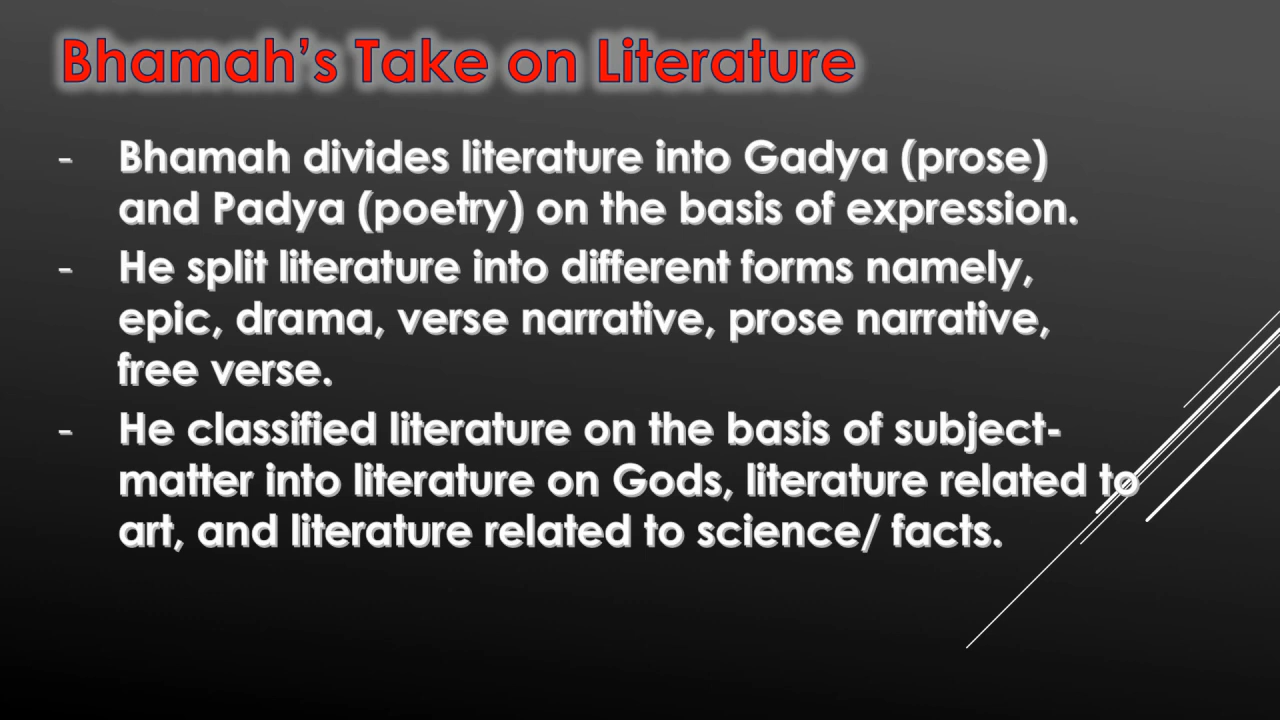 Bhamah’s Take on Literature
- Bhamah divides literature into Gadya (prose)
and Padya (poetry) on the basis of expression.
- He split literature into different forms namely,
epic, drama, verse narrative, prose narrative,
free verse.
- He classified literature on the basis of subject-
matter into literature on Gods, literature related to
art, and literature related to science/ facts.